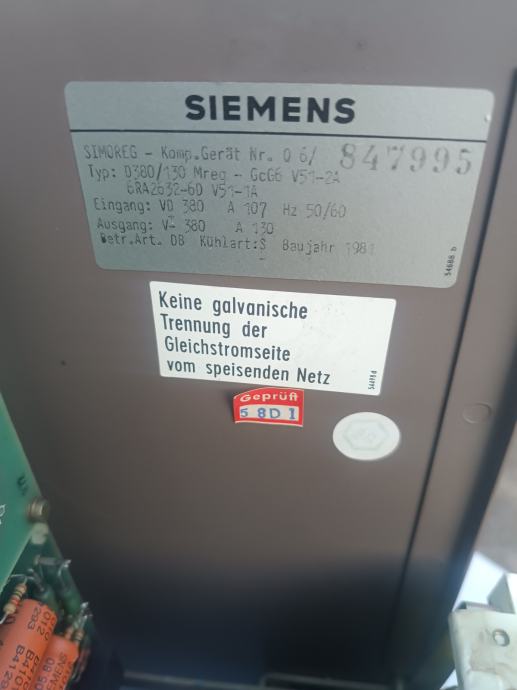 SIEMENS
SIMOREG - Komp.Gerät Nr. Q 6/ 847995
Typ: D380/130 Mreg - GcG6 V51-2A
6RA2632-6D V51-1A
Eingang: VD 380 A 107 Hz 50/60
Ausgang: V- 380 A 130
Betr.Art. DB Kühlart:S Baujahr 1981
54688 b
Keine galvanische
Trennung der
Gleichstromseite
vom speisenden Netz
Geprüft
5 8D 1